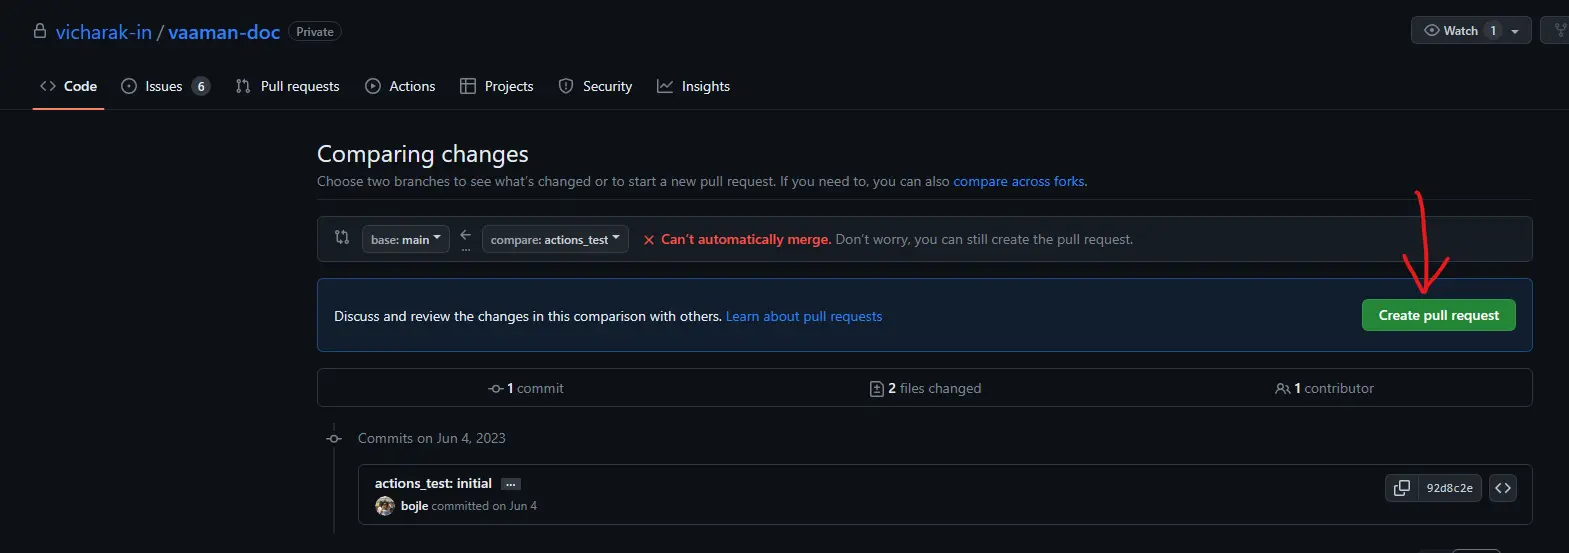 vicharak-in / vaaman-doc Private
Watch 1
Code Issues 6 Pull requests Actions Projects Security Insights
Comparing changes
Choose two branches to see what's changed or to start a new pull request. If you need to, you can also compare across forks.
base: main ... compare: actions_test Can't automatically merge. Don't worry, you can still create the pull request.
Discuss and review the changes in this comparison with others. Learn about pull requests Create pull request
1 commit 2 files changed 1 contributor
Commits on Jun 4, 2023
actions_test: initial ...
92d8c2e
bojle committed on Jun 4